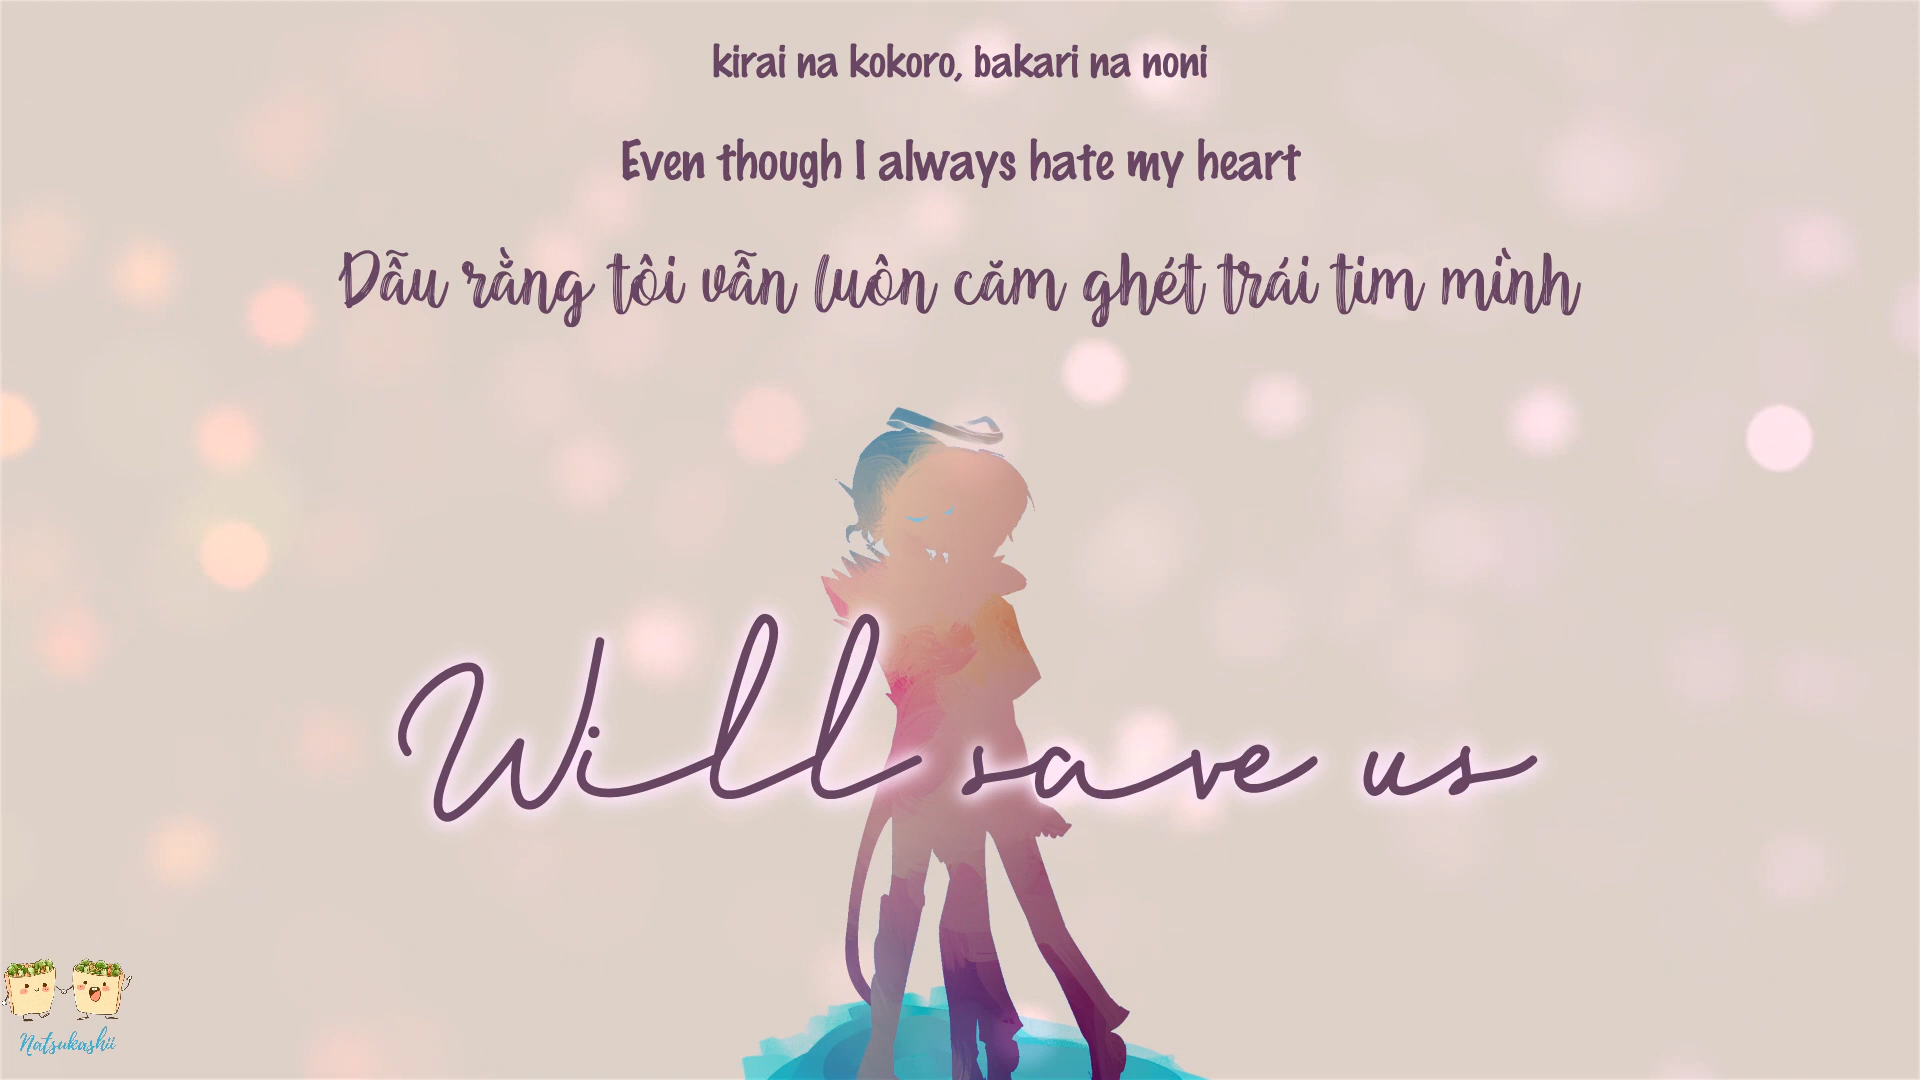 kirai na kokoro, bakari na noni
Even though I always hate my heart
Dẫu rằng tôi vẫn luôn căm ghét trái tim mình
Will save us
Natsukashii